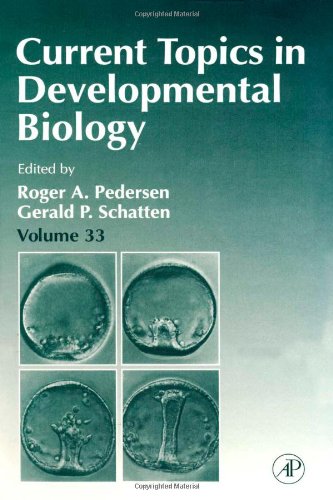 Current Topics in
Developmental
Biology
Edited by
Roger A. Pedersen
Gerald P. Schatten
Volume 33
AP